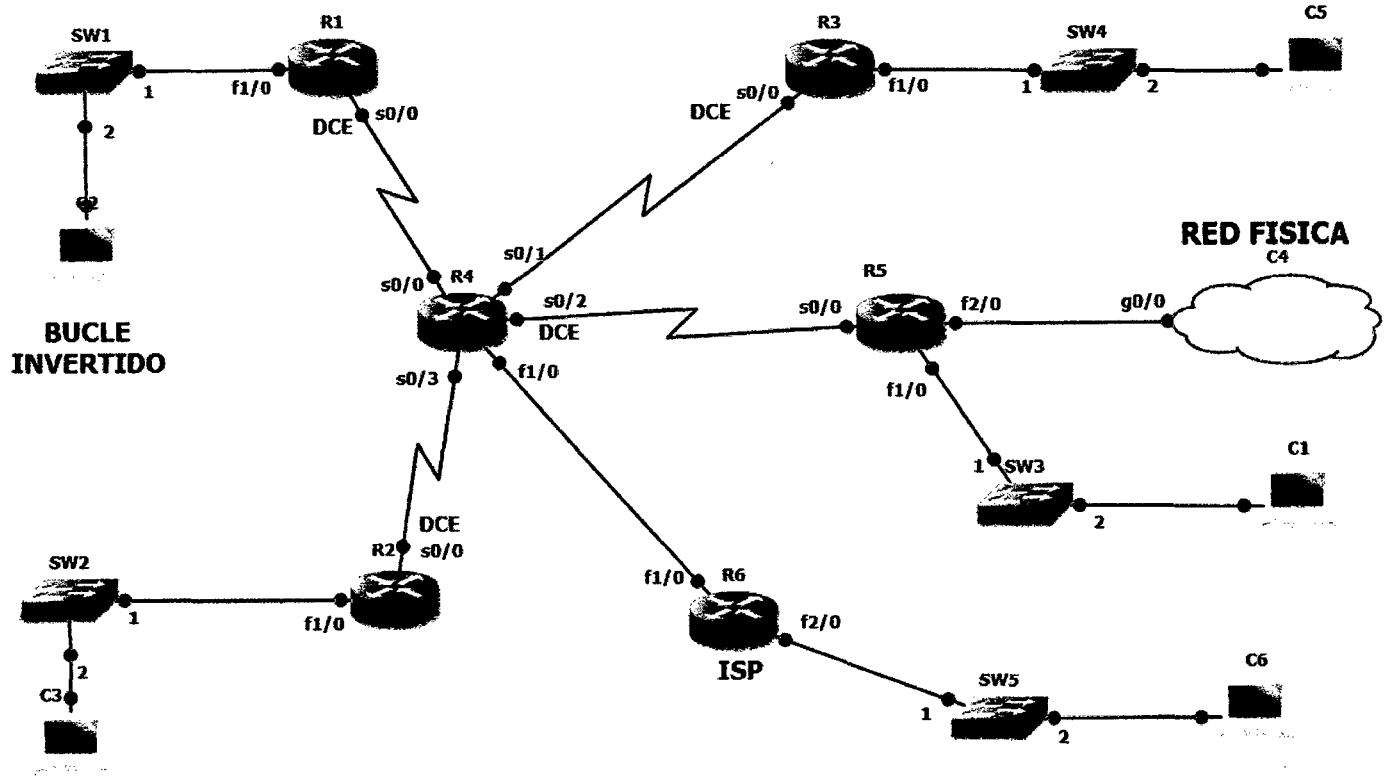 R1
R3
C5
SW1
SW4
1
f1/0
s0/0
DCE
s0/0
DCE
f1/0
1
2
2
RED FISICA
C4
s0/1
s0/0
R4
s0/2
DCE
R5
s0/0
f2/0
g0/0
BUCLE
INVERTIDO
s0/3
f1/0
f1/0
C1
1
SW3
2
DCE
R2
s0/0
SW2
1
f1/0
f1/0
R6
f2/0
ISP
2
C3
SW5
C6
1
2